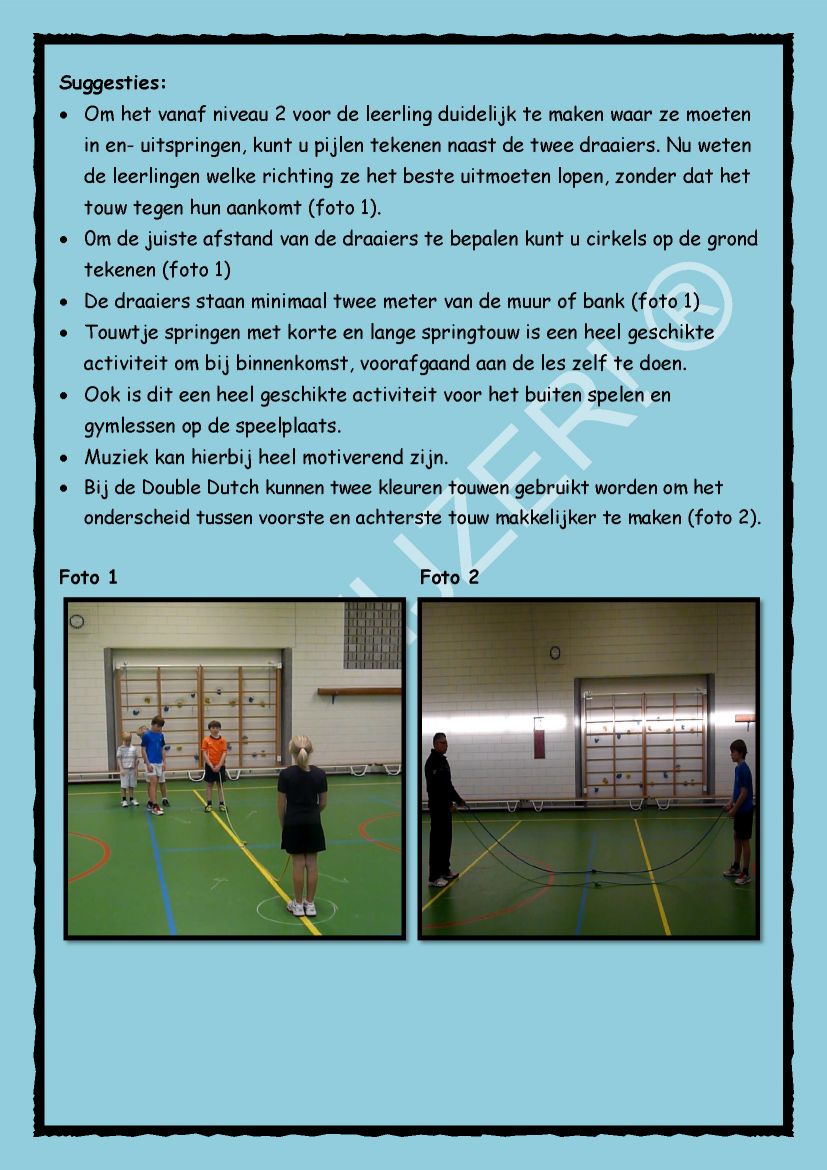 Suggesties:
• Om het vanaf niveau 2 voor de leerling duidelijk te maken waar ze moeten
in en- uitspringen, kunt u pijlen tekenen naast de twee draaiers. Nu weten
de leerlingen welke richting ze het beste uitmoeten lopen, zonder dat het
touw tegen hun aankomt (foto 1).
• 0m de juiste afstand van de draaiers te bepalen kunt u cirkels op de grond
tekenen (foto 1)
• De draaiers staan minimaal twee meter van de muur of bank (foto 1)
• Touwtje springen met korte en lange springtouw is een heel geschikte
activiteit om bij binnenkomst, voorafgaand aan de les zelf te doen.
• Ook is dit een heel geschikte activiteit voor het buiten spelen en
gymlessen op de speelplaats.
• Muziek kan hierbij heel motiverend zijn.
• Bij de Double Dutch kunnen twee kleuren touwen gebruikt worden om het
onderscheid tussen voorste en achterste touw makkelijker te maken (foto 2).
Foto 1 Foto 2